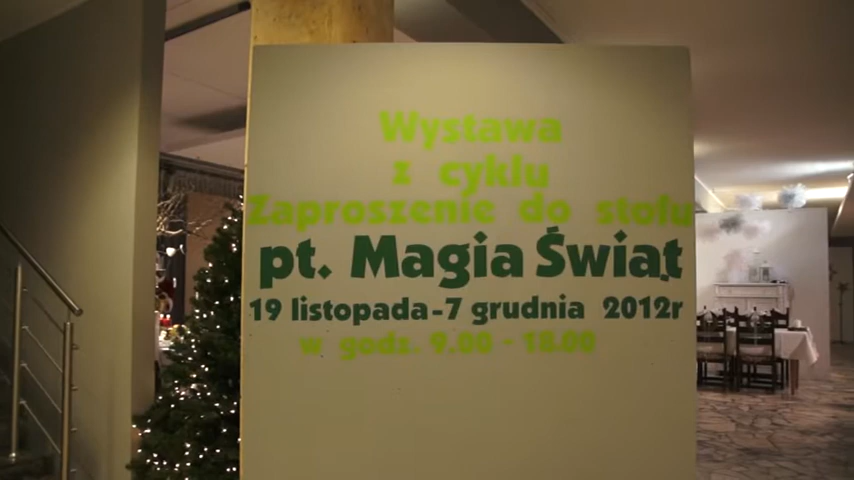 Wystawa
z cyklu
Zaproszenie do stołu
pt. Magia Świąt
19 listopada-7 grudnia 2012r
w godz. 9.00 - 18.00